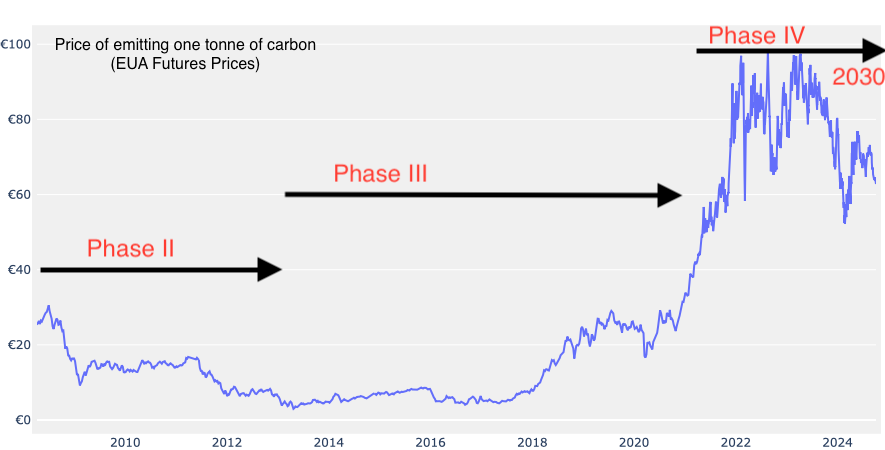 Price of emitting one tonne of carbon
(EUA Futures Prices)
Phase IV
2030
Phase III
Phase II
€100
€80
€60
€40
€20
€0
2010 2012 2014 2016 2018 2020 2022 2024